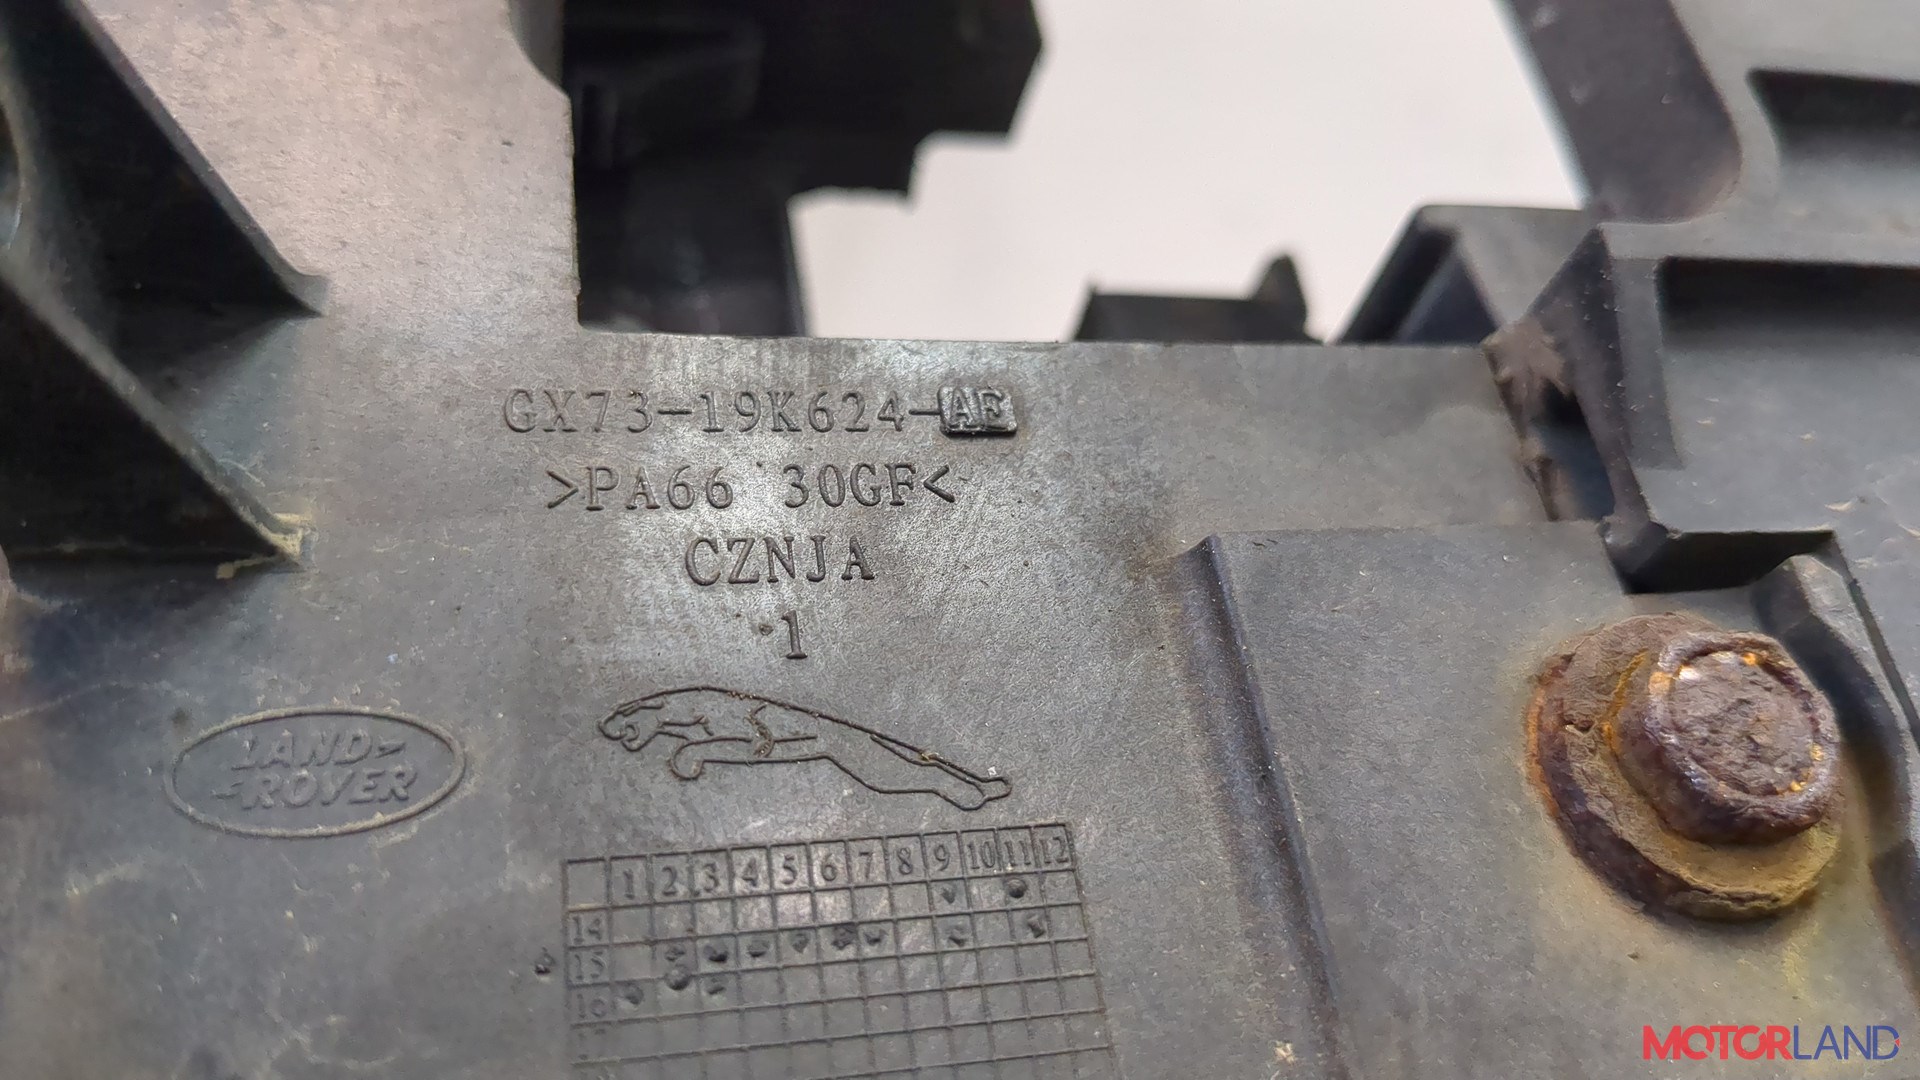 GX73-19K624-AE
>PA66 30GF<
CZNJA
1
LAND-
-ROVER
1 2 3 4 5 6 7 8 9 10 11 12
14
15
16
MOTORLAND